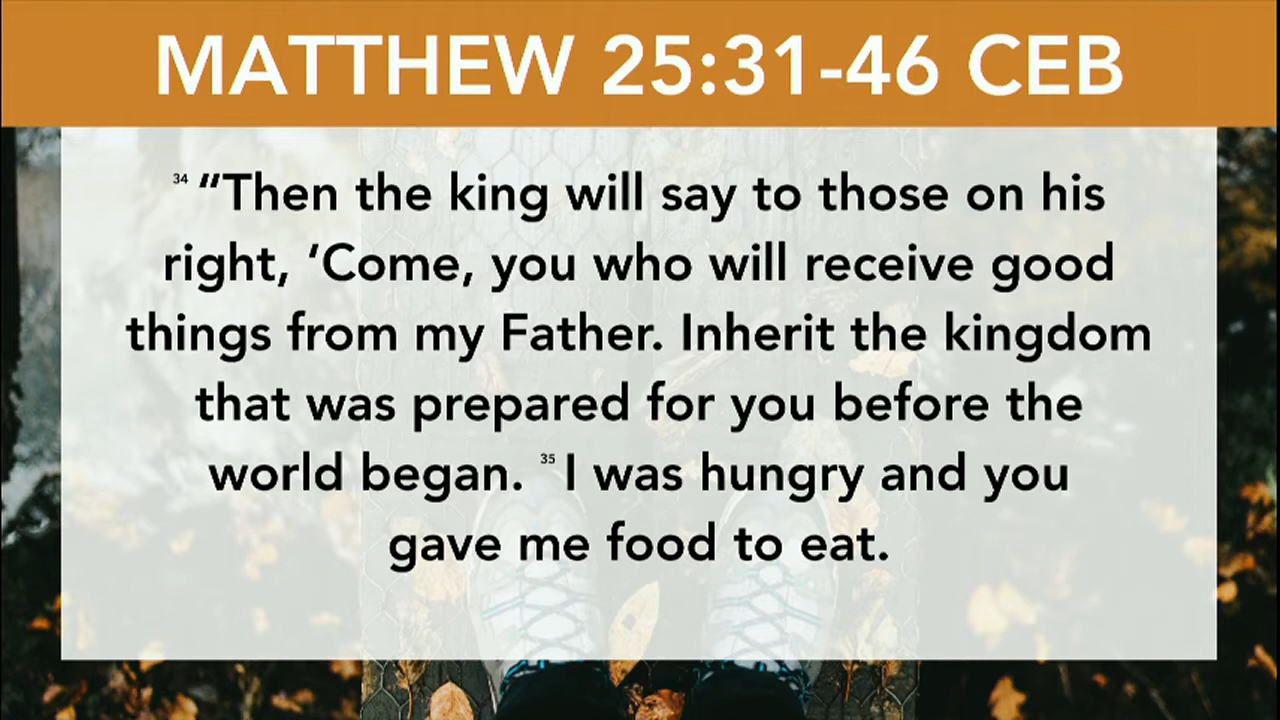 MATTHEW 25:31-46 CEB
34 “Then the king will say to those on his
right, ‘Come, you who will receive good
things from my Father. Inherit the kingdom
that was prepared for you before the
world began. 35 I was hungry and you
gave me food to eat.